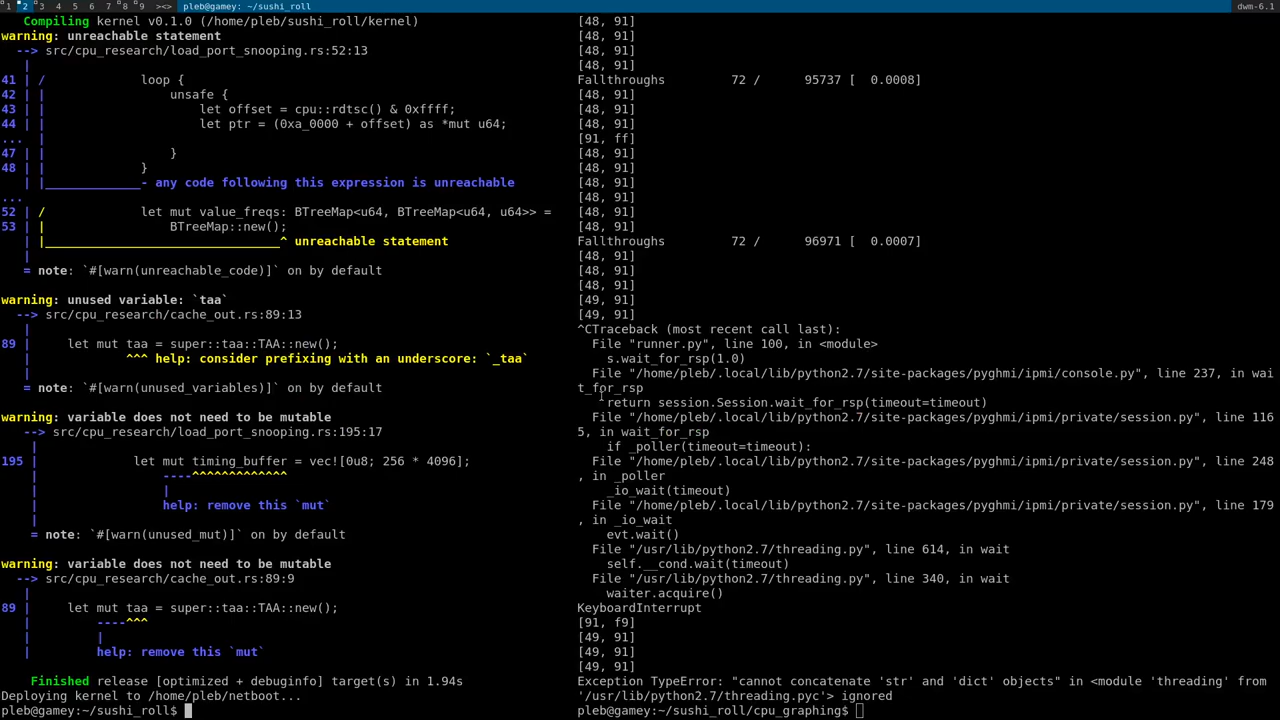 1 2 3 4 5 6 7 8 9 ><> pleb@gamey: ~/sushi_roll dwm-6.1
Compiling kernel v0.1.0 (/home/pleb/sushi_roll/kernel)
warning: unreachable statement
--> src/cpu_research/load_port_snooping.rs:52:13
|
41 | / loop {
42 | | unsafe {
43 | | let offset = cpu::rdtsc() & 0xffff;
44 | | let ptr = (0xa_0000 + offset) as *mut u64;
... |
47 | | }
48 | | }
| |_____________- any code following this expression is unreachable
...
52 | / let mut value_freqs: BTreeMap<u64, BTreeMap<u64, u64>> =
53 | | BTreeMap::new();
| |________________________________^ unreachable statement
|
= note: `#[warn(unreachable_code)]` on by default
warning: unused variable: `taa`
--> src/cpu_research/cache_out.rs:89:13
|
89 | let mut taa = super::taa::TAA::new();
| ^^^ help: consider prefixing with an underscore: `_taa`
|
= note: `#[warn(unused_variables)]` on by default
warning: variable does not need to be mutable
--> src/cpu_research/load_port_snooping.rs:195:17
|
195 | let mut timing_buffer = vec![0u8; 256 * 4096];
| ----^^^^^^^^^^^^^
| |
| help: remove this `mut`
|
= note: `#[warn(unused_mut)]` on by default
warning: variable does not need to be mutable
--> src/cpu_research/cache_out.rs:89:9
|
89 | let mut taa = super::taa::TAA::new();
| ----^^^
| |
| help: remove this `mut`
Finished release [optimized + debuginfo] target(s) in 1.94s
Deploying kernel to /home/pleb/netboot...
pleb@gamey:~/sushi_roll$
[48, 91]
[48, 91]
[48, 91]
[48, 91]
Fallthroughs 72 / 95737 [ 0.0008]
[48, 91]
[48, 91]
[48, 91]
[91, ff]
[48, 91]
[48, 91]
[48, 91]
[48, 91]
[48, 91]
[48, 91]
Fallthroughs 72 / 96971 [ 0.0007]
[48, 91]
[48, 91]
[48, 91]
[49, 91]
[49, 91]
^CTraceback (most recent call last):
File "runner.py", line 100, in <module>
s.wait_for_rsp(1.0)
File "/home/pleb/.local/lib/python2.7/site-packages/pyghmi/ipmi/console.py", line 237, in wai
t_for_rsp
return session.Session.wait_for_rsp(timeout=timeout)
File "/home/pleb/.local/lib/python2.7/site-packages/pyghmi/ipmi/private/session.py", line 116
5, in wait_for_rsp
if _poller(timeout=timeout):
File "/home/pleb/.local/lib/python2.7/site-packages/pyghmi/ipmi/private/session.py", line 248
, in _poller
_io_wait(timeout)
File "/home/pleb/.local/lib/python2.7/site-packages/pyghmi/ipmi/private/session.py", line 179
, in _io_wait
evt.wait()
File "/usr/lib/python2.7/threading.py", line 614, in wait
self.__cond.wait(timeout)
File "/usr/lib/python2.7/threading.py", line 340, in wait
waiter.acquire()
KeyboardInterrupt
[91, f9]
[49, 91]
[49, 91]
[49, 91]
Exception TypeError: "cannot concatenate 'str' and 'dict' objects" in <module 'threading' from
'/usr/lib/python2.7/threading.pyc'> ignored
pleb@gamey:~/sushi_roll/cpu_graphing$